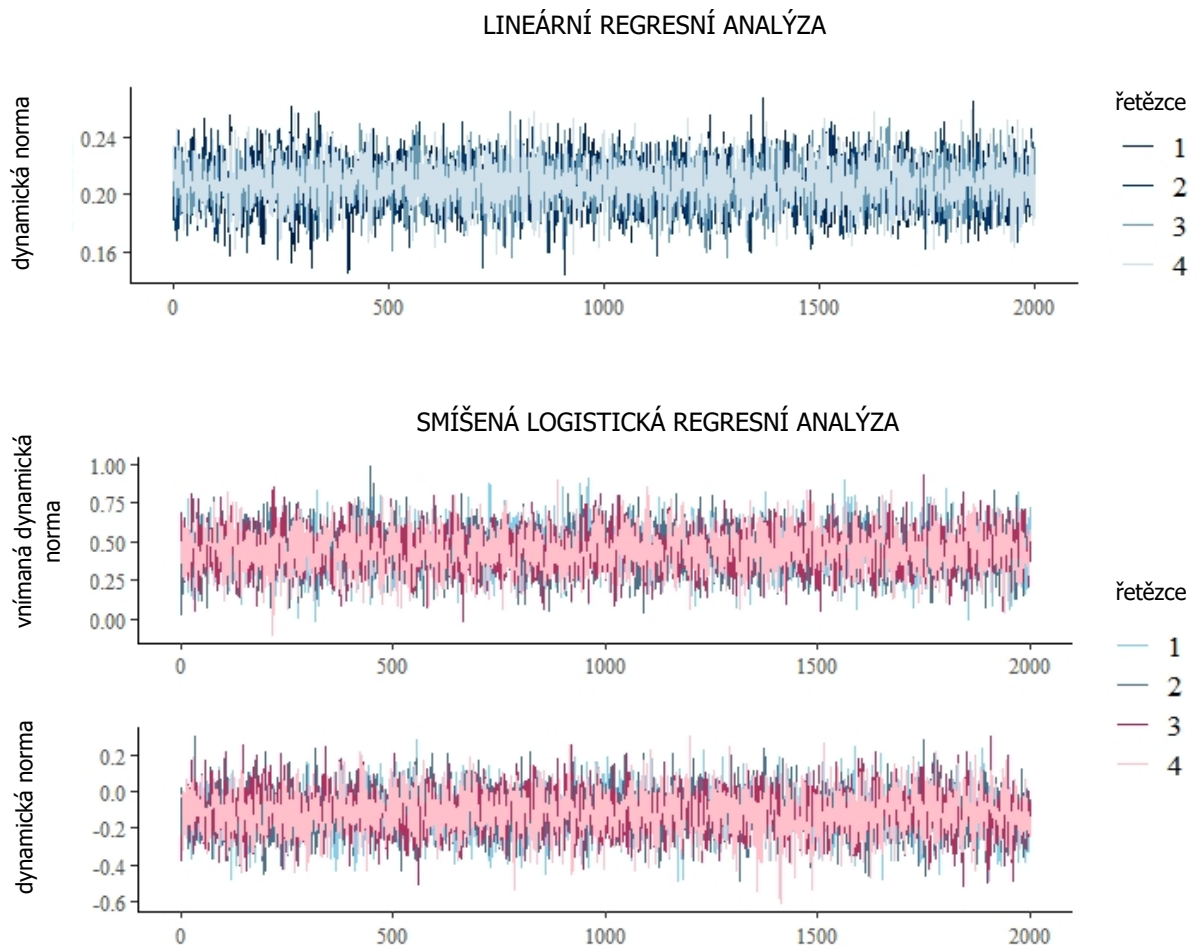 LINEÁRNÍ REGRESNÍ ANALÝZA
dynamická norma
0.24
0.20
0.16
0 500 1000 1500 2000
řetězce
1
2
3
4
SMÍŠENÁ LOGISTICKÁ REGRESNÍ ANALÝZA
vnímaná dynamická
norma
1.00
0.75
0.50
0.25
0.00
0 500 1000 1500 2000
dynamická norma
0.2
0.0
-0.2
-0.4
-0.6
0 500 1000 1500 2000
řetězce
1
2
3
4